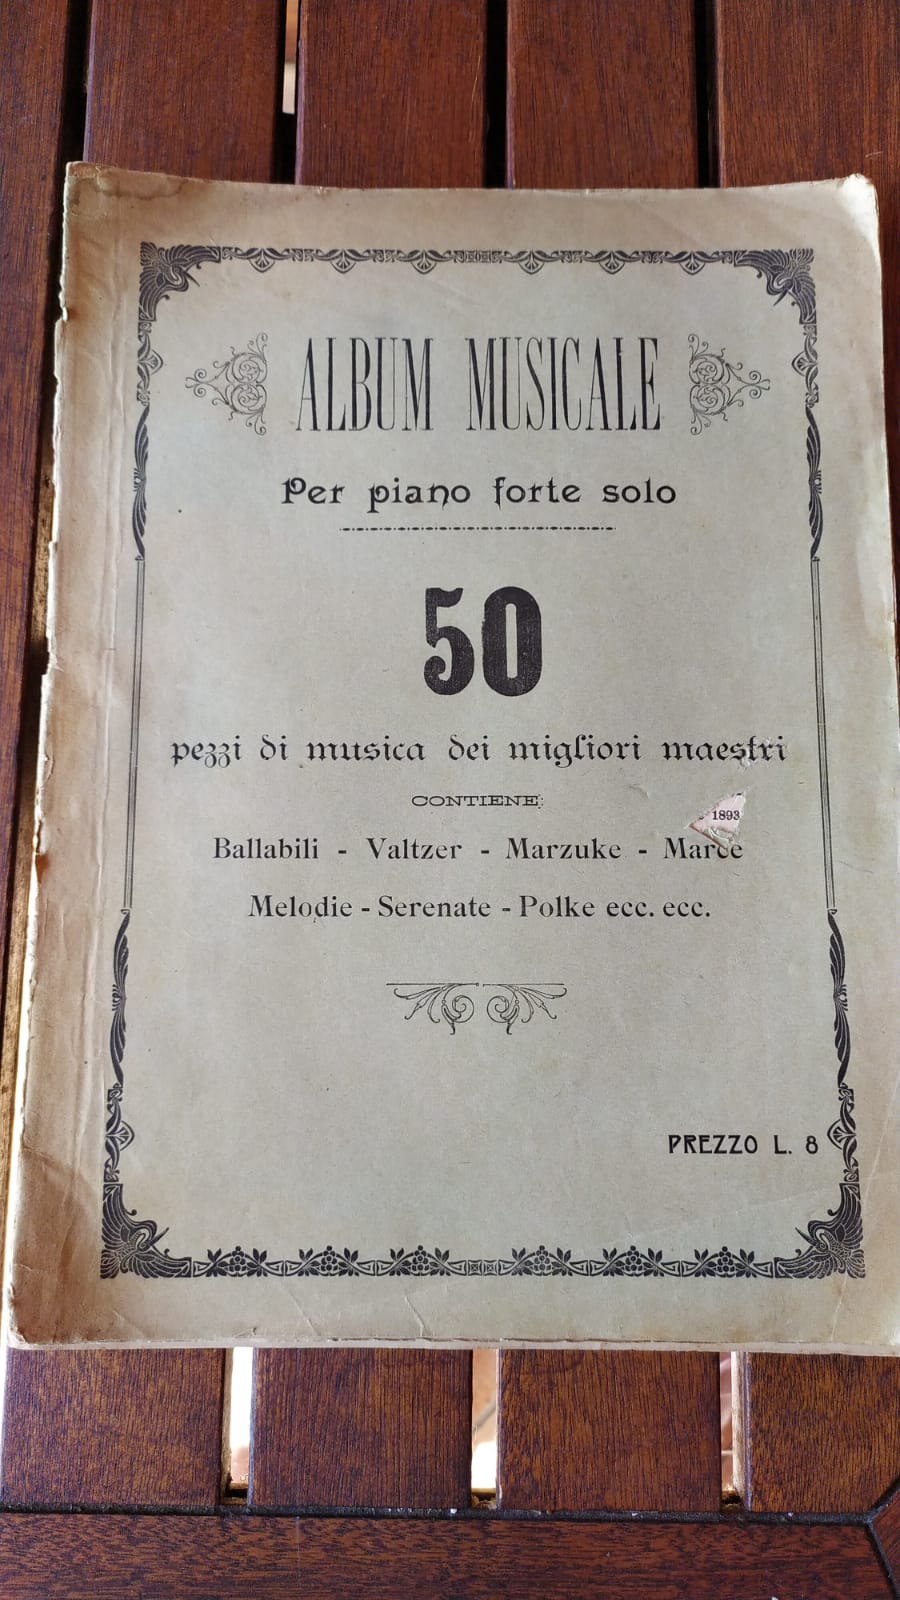 ALBUM MUSICALE
Per piano forte solo
50
pezzi di musica dei migliori maestri
CONTIENE:
1893
Ballabili - Valtzer - Marzuke - Marce
Melodie - Serenate - Polke ecc. ecc.
PREZZO L. 8